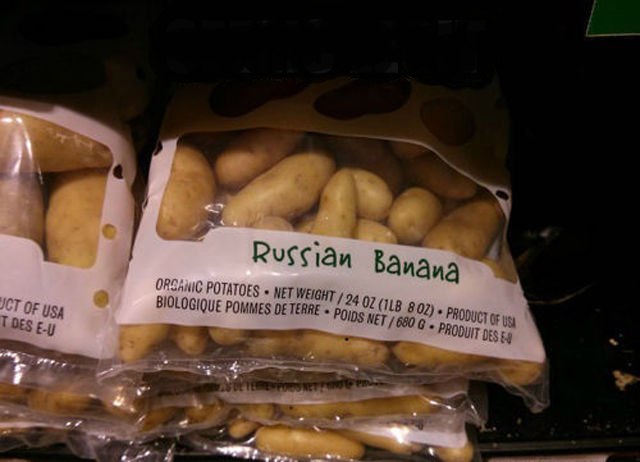 Russian Banana
ORGANIC POTATOES • NET WEIGHT / 24 OZ (1LB 8 OZ) • PRODUCT OF USA
BIOLOGIQUE POMMES DE TERRE • POIDS NET / 680 G • PRODUIT DES E-U
UCT OF USA
T DES E-U